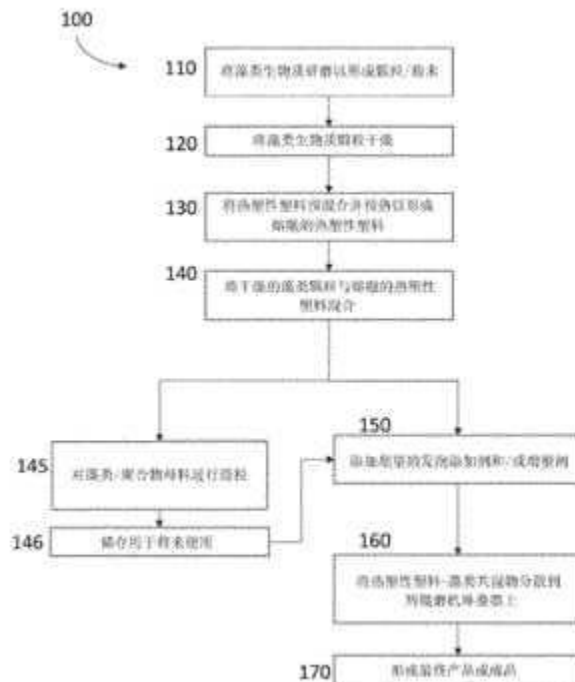 100
110
将藻类生物质研磨以形成颗粒/粉末
120
将藻类生物质颗粒干燥
130
将热塑性塑料预混合并预热以形成
熔融的热塑性塑料
140
将干燥的藻类颗粒与熔融的热塑性
塑料混合
145
对藻类/聚合物母料进行造粒
146
储存用于将来使用
150
添加剂量的发泡添加剂和/或增塑剂
160
将热塑性塑料-藻类共混物分散到
170
形成最终产品或成品